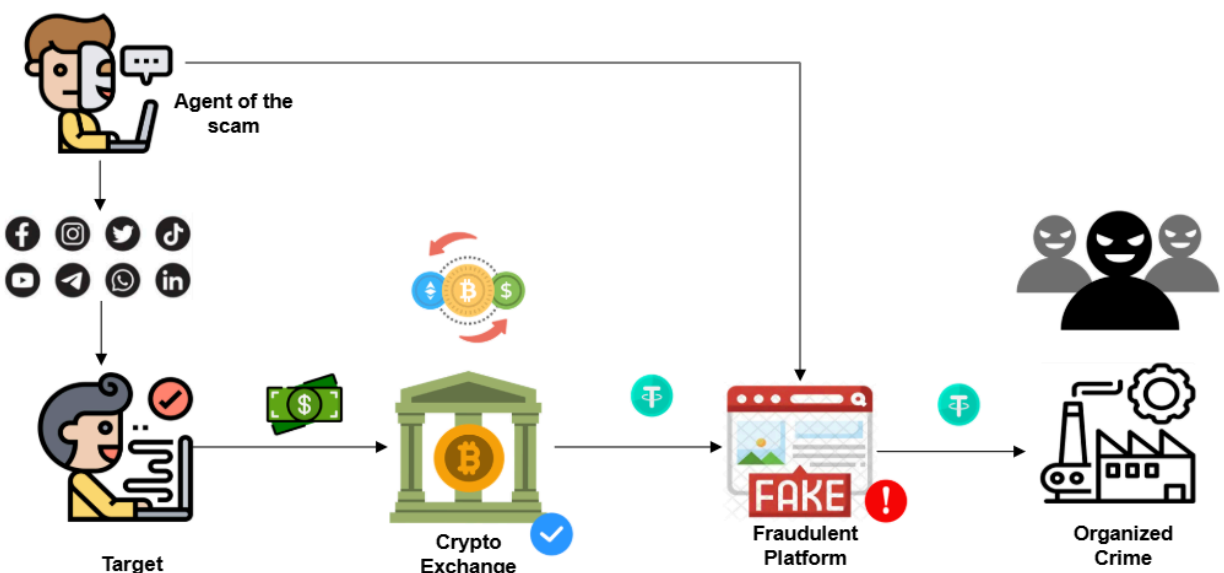 Agent of the
scam
Target
Crypto
Exchange
FAKE
Fraudulent
Platform
Organized
Crime